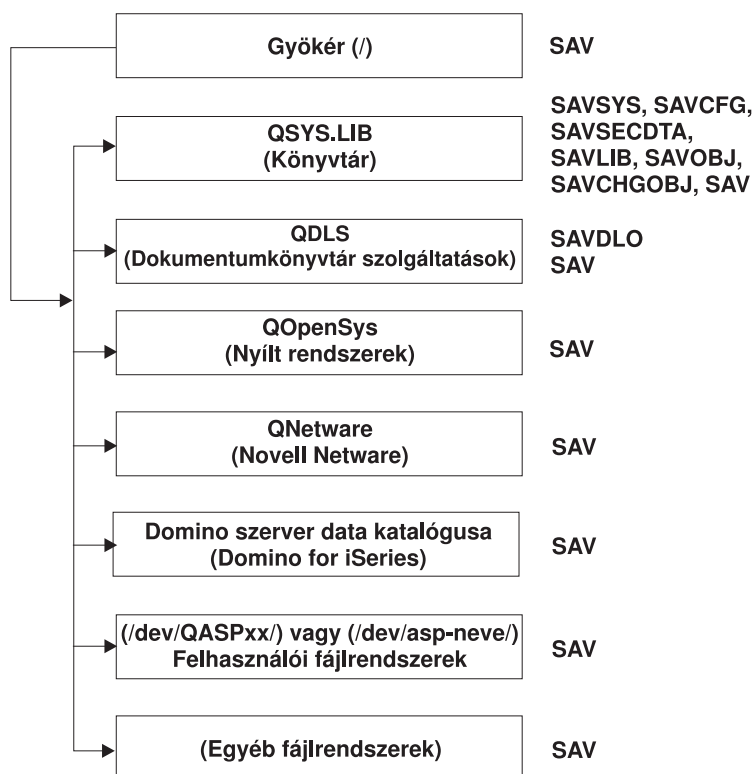 Gyökér (/)
SAV
QSYS.LIB
(Könyvtár)
SAVSYS, SAVCFG,
SAVSECDTA,
SAVLIB, SAVOBJ,
SAVCHGOBJ, SAV
QDLS
(Dokumentumkönyvtár szolgáltatások)
SAVDLO
SAV
QOpenSys
(Nyílt rendszerek)
SAV
QNetware
(Novell Netware)
SAV
Domino szerver data katalógusa
(Domino for iSeries)
SAV
(/dev/QASPxx/) vagy (/dev/asp-neve/)
Felhasználói fájlrendszerek
SAV
(Egyéb fájlrendszerek)
SAV